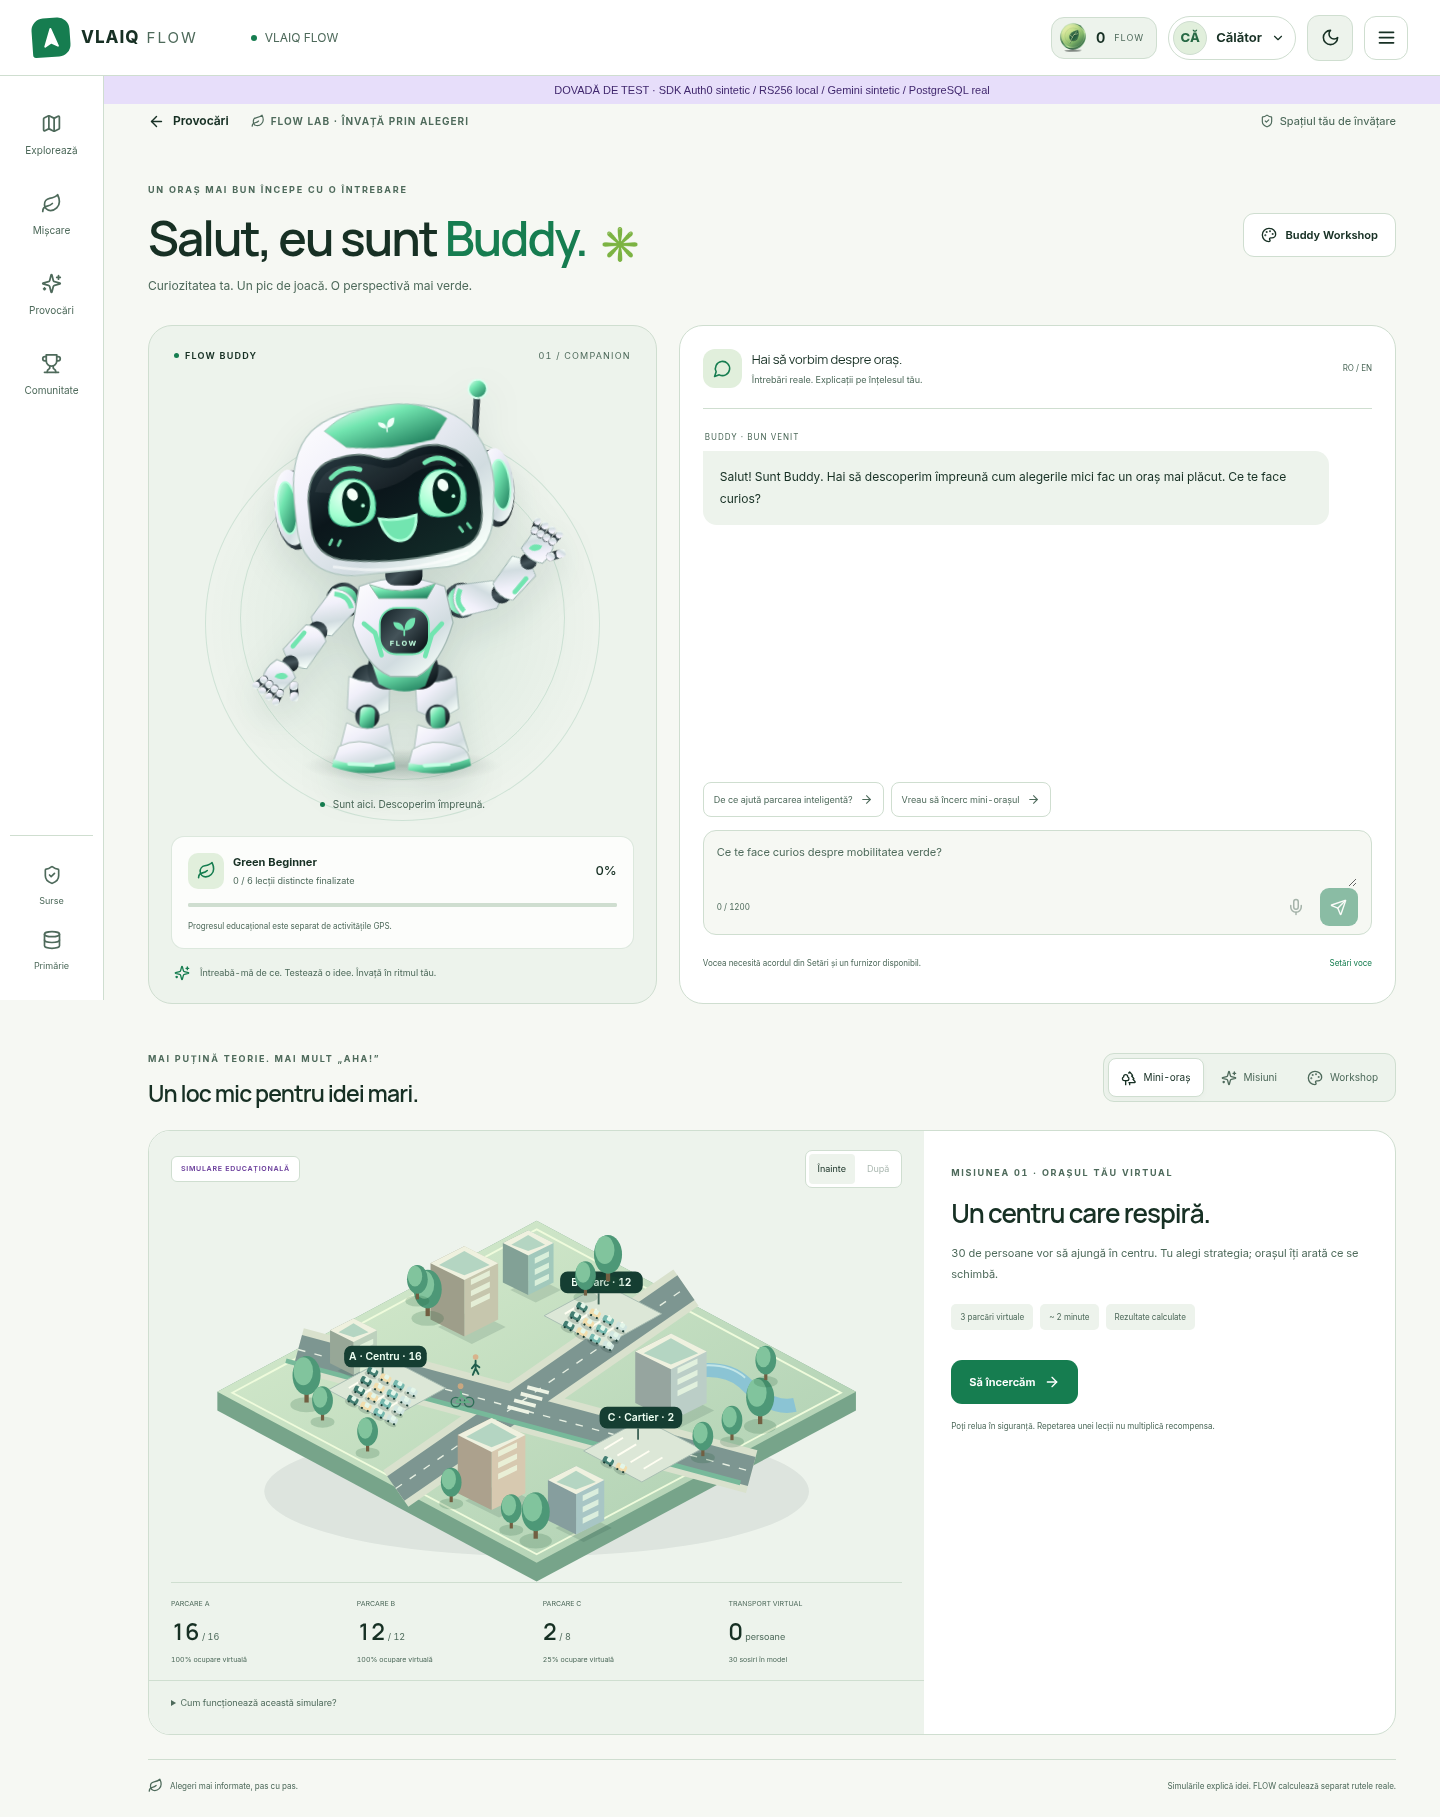 VLAIQ FLOW
VLAIQ FLOW
0 FLOW
CĂ Călător
DOVADĂ DE TEST · SDK Auth0 sintetic / RS256 local / Gemini sintetic / PostgreSQL real
Explorează
Mișcare
Provocări
Comunitate
Surse
Primărie
Provocări
FLOW LAB · ÎNVAȚĂ PRIN ALEGERI
Spațiul tău de învățare
UN ORAȘ MAI BUN ÎNCEPE CU O ÎNTREBARE
Salut, eu sunt Buddy.
Curiozitatea ta. Un pic de joacă. O perspectivă mai verde.
Buddy Workshop
FLOW BUDDY
01 / COMPANION
FLOW
Sunt aici. Descoperim împreună.
Green Beginner
0 / 6 lecții distincte finalizate
0%
Progresul educațional este separat de activitățile GPS.
Întreabă-mă de ce. Testează o idee. Învață în ritmul tău.
Hai să vorbim despre oraș.
Întrebări reale. Explicații pe înțelesul tău.
RO / EN
BUDDY · BUN VENIT
Salut! Sunt Buddy. Hai să descoperim împreună cum alegerile mici fac un oraș mai plăcut. Ce te face
curios?
De ce ajută parcarea inteligentă?
Vreau să încerc mini-orașul
Ce te face curios despre mobilitatea verde?
0 / 1200
Vocea necesită acordul din Setări și un furnizor disponibil.
Setări voce
MAI PUȚINĂ TEORIE. MAI MULT „AHA!”
Un loc mic pentru idei mari.
Mini-oraș
Misiuni
Workshop
SIMULARE EDUCAȚIONALĂ
Înainte
După
· 12
A · Centru · 16
C · Cartier · 2
PARCARE A
16 / 16
100% ocupare virtuală
PARCARE B
12 / 12
100% ocupare virtuală
PARCARE C
2 / 8
25% ocupare virtuală
TRANSPORT VIRTUAL
0 persoane
30 sosiri în model
Cum funcționează această simulare?
MISIUNEA 01 · ORAȘUL TĂU VIRTUAL
Un centru care respiră.
30 de persoane vor să ajungă în centru. Tu alegi strategia; orașul îți arată ce se
schimbă.
3 parcări virtuale
~ 2 minute
Rezultate calculate
Să încercăm
Poți relua în siguranță. Repetarea unei lecții nu multiplică recompensa.
Alegeri mai informate, pas cu pas.
Simulările explică idei. FLOW calculează separat rutele reale.